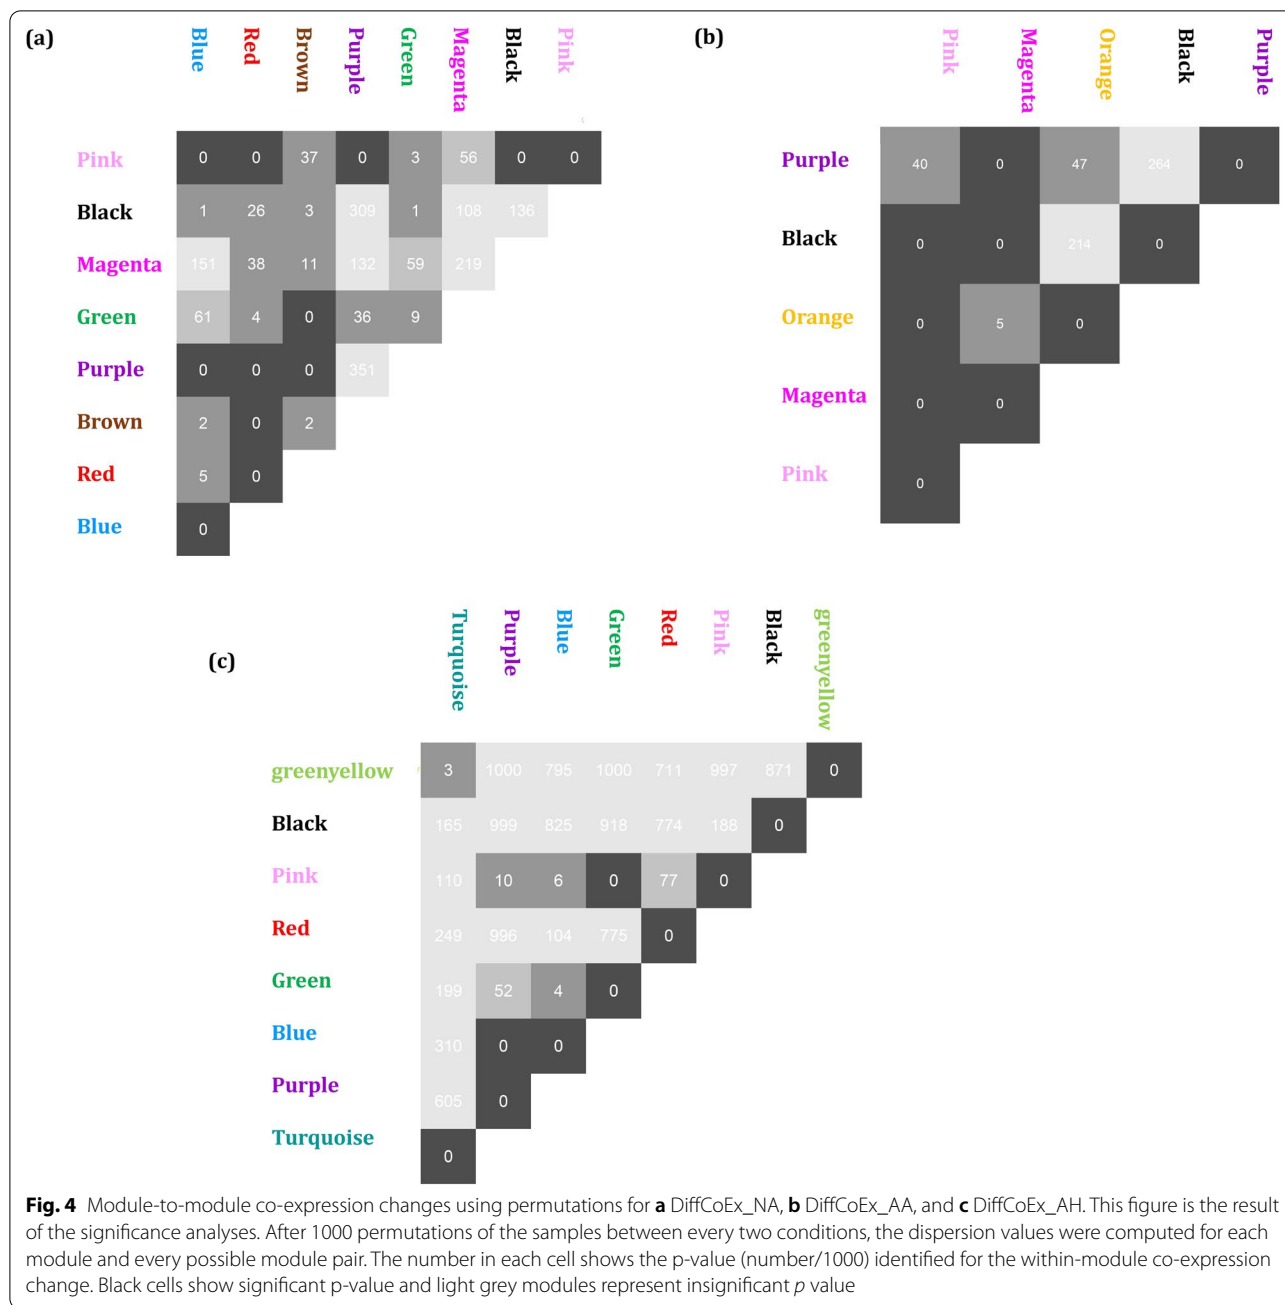 (a)
Blue Red Brown Purple Green Magenta Black Pink
Pink 0 0 37 0 3 56 0 0
Black 1 26 3 309 1 108 136
Magenta 151 38 11 132 59 219
Green 61 4 0 36 9
Purple 0 0 0 351
Brown 2 0 2
Red 5 0
Blue 0
(b)
Pink Magenta Orange Black Purple
Purple 40 0 47 264 0
Black 0 0 214 0
Orange 0 5 0
Magenta 0 0
Pink 0
(c)
Turquoise Purple Blue Green Red Pink Black greenyellow
greenyellow 3 1000 795 1000 711 997 871 0
Black 165 999 825 918 774 188 0
Pink 110 10 6 0 77 0
Red 249 996 104 775 0
Green 199 52 4 0
Blue 310 0 0
Purple 605 0
Turquoise 0
Fig. 4 Module-to-module co-expression changes using permutations for a DiffCoEx_NA, b DiffCoEx_AA, and c DiffCoEx_AH. This figure is the result
of the significance analyses. After 1000 permutations of the samples between every two conditions, the dispersion values were computed for each
module and every possible module pair. The number in each cell shows the p-value (number/1000) identified for the within-module co-expression
change. Black cells show significant p-value and light grey modules represent insignificant p value